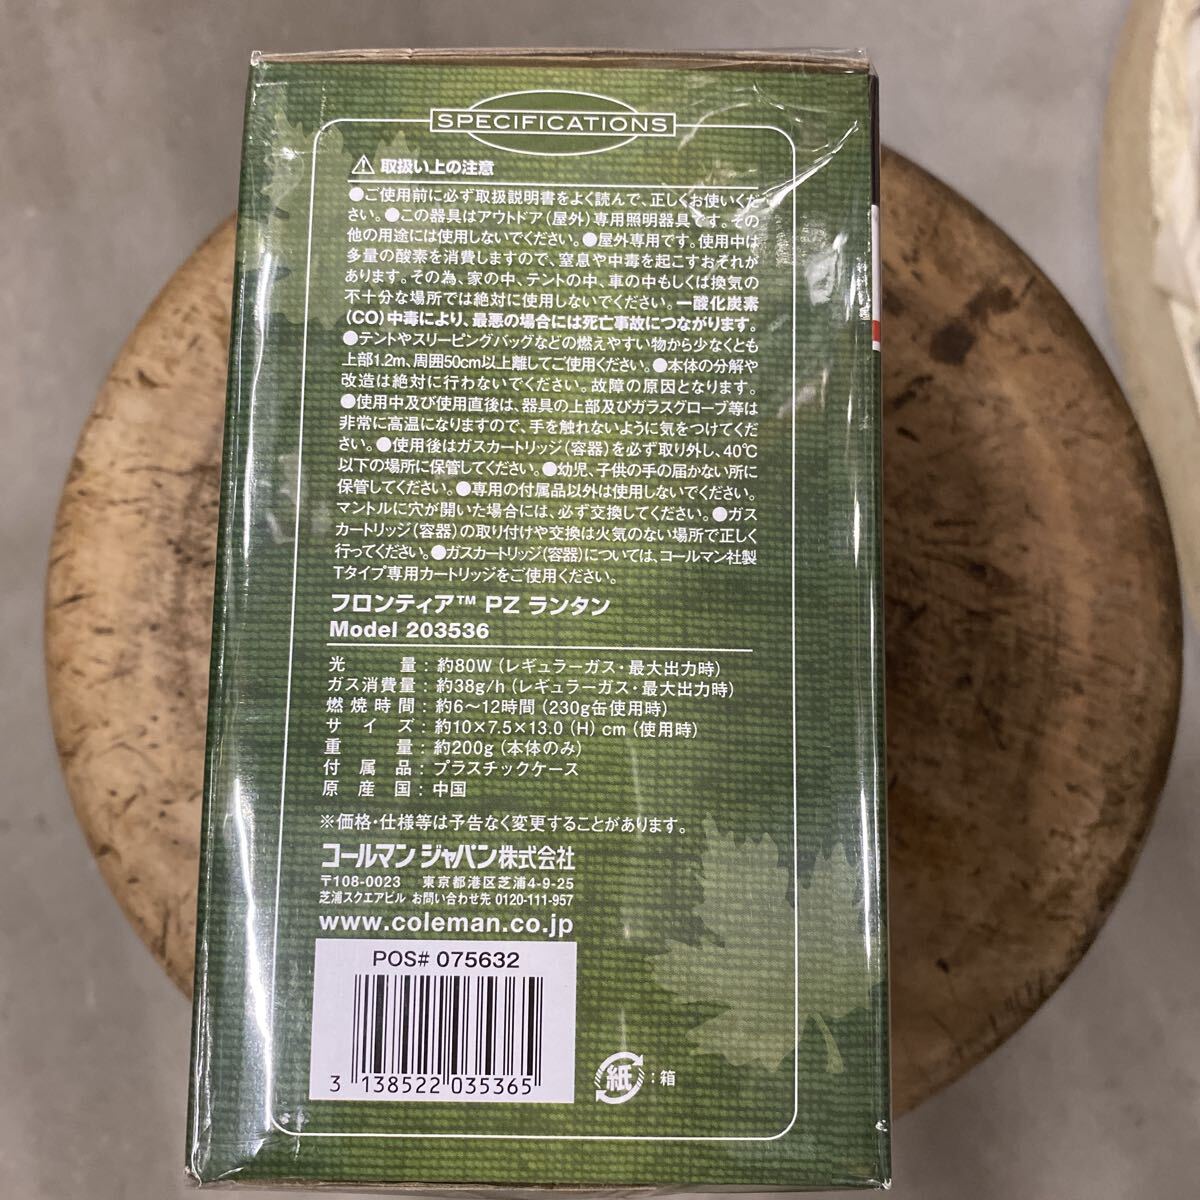 SPECIFICATIONS
⚠ 取扱い上の注意
●ご使用前に必ず取扱説明書をよく読んで、正しくお使いくだ
さい。●この器具はアウトドア(屋外)専用照明器具です。その
他の用途には使用しないでください。●屋外専用です。使用中は
多量の酸素を消費しますので、窒息や中毒を起こすおそれが
あります。その為、家の中、テントの中、車の中もしくは換気の
不十分な場所では絶対に使用しないでください。一酸化炭素
(CO)中毒により、最悪の場合には死亡事故につながります。
●テントやスリーピングバッグなどの燃えやすい物から少なくとも
上部1.2m、周囲50cm以上離してご使用ください。●本体の分解や
改造は絶対に行わないでください。故障の原因となります。
●使用中及び使用直後は、器具の上部及びガラスグローブ等は
非常に高温になりますので、手を触れないように気をつけてくだ
さい。●使用後はガスカートリッジ(容器)を必ず取り外し、40℃
以下の場所に保管してください。●幼児、子供の手の届かない所に
保管してください。●専用の付属品以外は使用しないでください。
マントルに穴が開いた場合には、必ず交換してください。●ガス
カートリッジ(容器)の取り付けや交換は火気のない場所で正しく
行ってください。●ガスカートリッジ(容器)については、コールマン社製
Tタイプ専用カートリッジをご使用ください。
フロンティア™ PZ ランタン
Model 203536
光量:約80W(レギュラーガス・最大出力時)
ガス消費量:約38g/h(レギュラーガス・最大出力時)
燃焼時間:約6〜12時間(230g缶使用時)
サイズ:約10×7.5×13.0(H)cm(使用時)
重量:約200g(本体のみ)
付属品:プラスチックケース
原産国:中国
※価格・仕様等は予告なく変更することがあります。
コールマン ジャパン株式会社
〒108-0023 東京都港区芝浦4-9-25
芝浦スクエアビル お問い合わせ先 0120-111-957
www.coleman.co.jp
POS# 075632
3 138522 035365
紙:箱